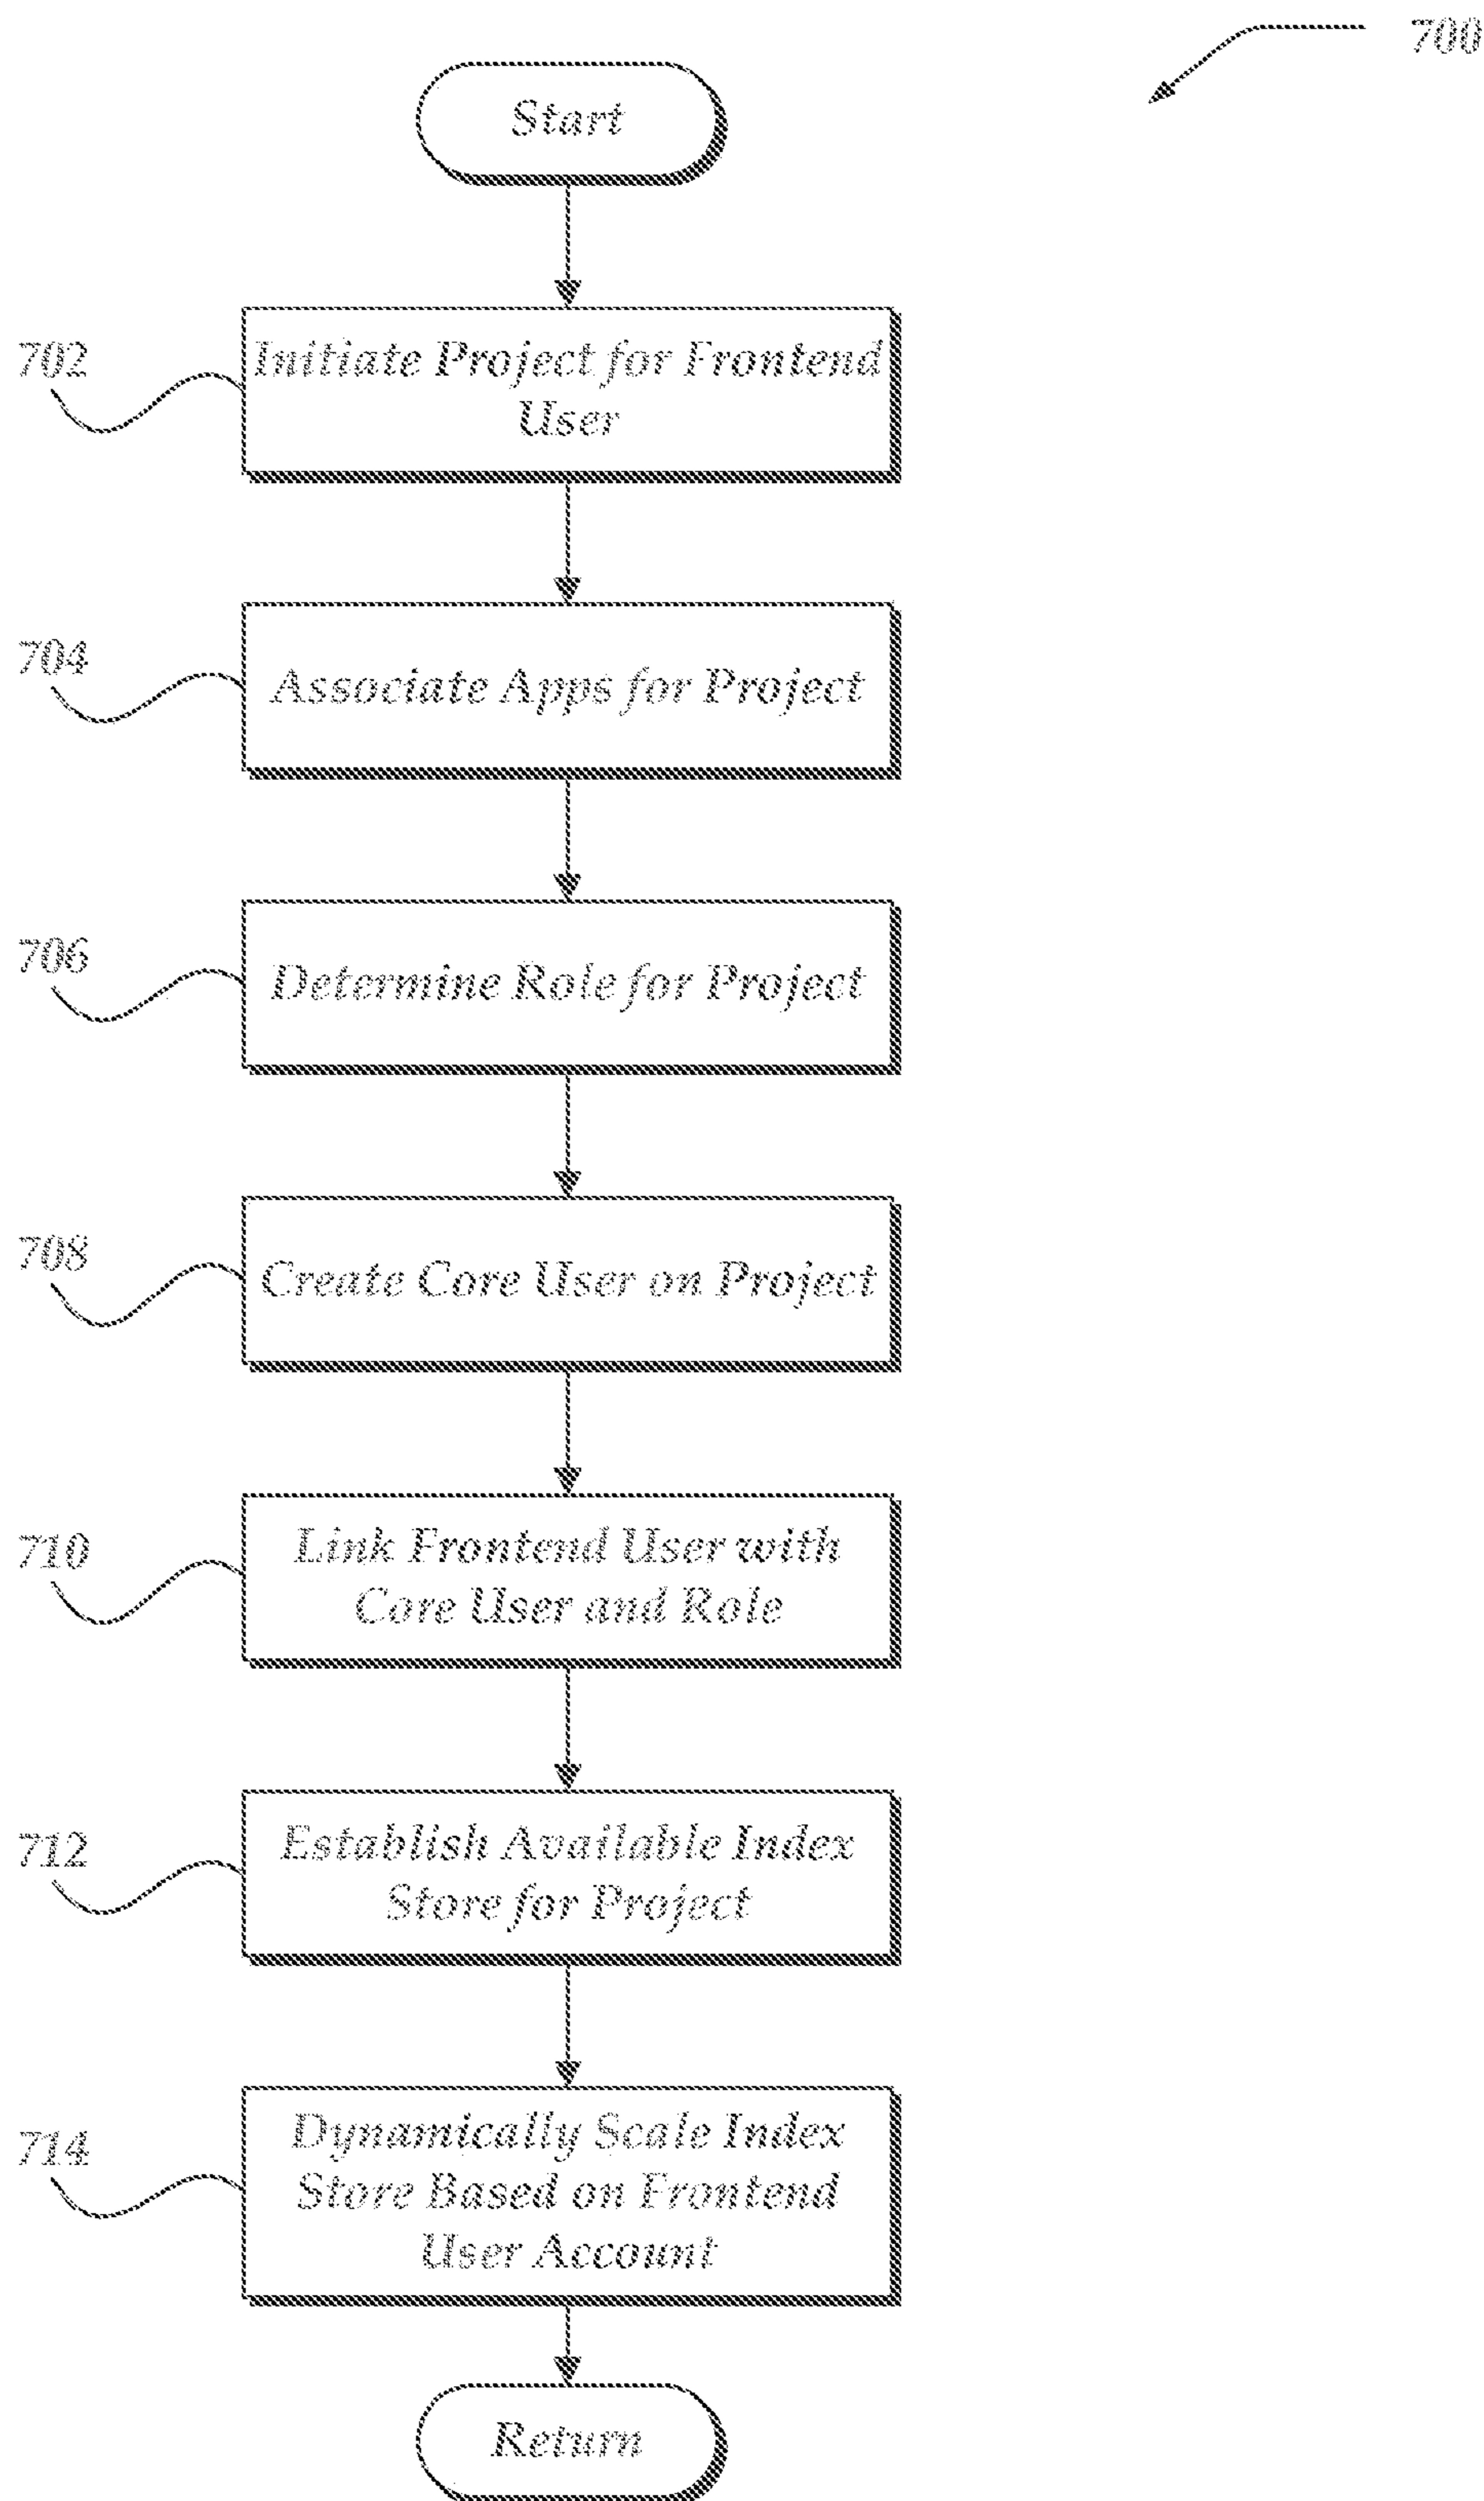 700
Start
702
Initiate Project for Frontend
User
704
Associate Apps for Project
706
Determine Role for Project
708
Create Core User on Project
710
Link Frontend User with
Core User and Role
712
Establish Available Index
Store for Project
714
Dynamically Scale Index
Store Based on Frontend
User Account
Return